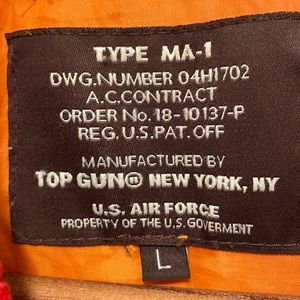 TYPE MA-1
DWG.NUMBER 04H1702
A.C.CONTRACT
ORDER No.18-10137-P
REG.U.S.PAT.OFF
MANUFACTURED BY
TOP GUN® NEW YORK, NY
U.S. AIR FORCE
PROPERTY OF THE U.S.GOVERMENT
L